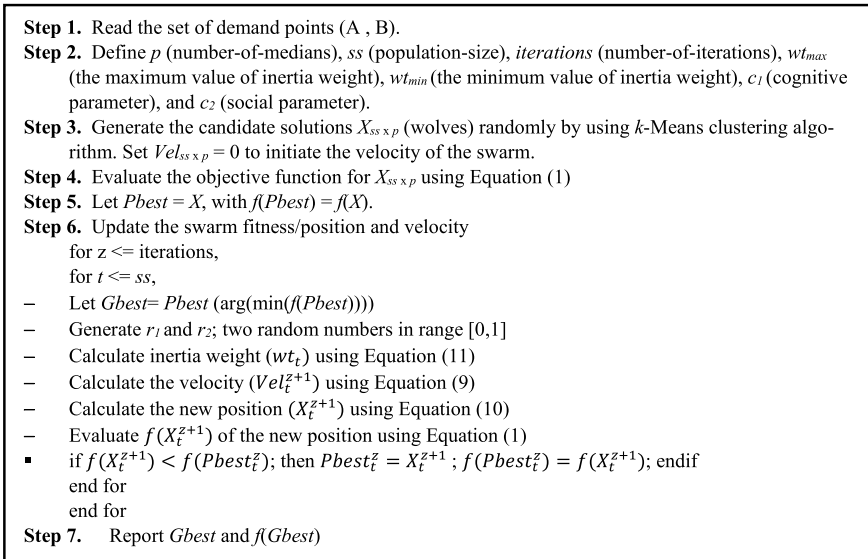 Step 1. Read the set of demand points (A , B).
Step 2. Define p (number-of-medians), ss (population-size), iterations (number-of-iterations), wtmax
(the maximum value of inertia weight), wtmin (the minimum value of inertia weight), c1 (cognitive
parameter), and c2 (social parameter).
Step 3. Generate the candidate solutions Xss x p (wolves) randomly by using k-Means clustering algo-
rithm. Set Velss x p = 0 to initiate the velocity of the swarm.
Step 4. Evaluate the objective function for Xss x p using Equation (1)
Step 5. Let Pbest = X, with f(Pbest) = f(X).
Step 6. Update the swarm fitness/position and velocity
for z <= iterations,
for t <= ss,
– Let Gbest= Pbest (arg(min(f(Pbest))))
– Generate r1 and r2; two random numbers in range [0,1]
– Calculate inertia weight (wt_t) using Equation (11)
– Calculate the velocity (Vel_t^{z+1}) using Equation (9)
– Calculate the new position (X_t^{z+1}) using Equation (10)
– Evaluate f(X_t^{z+1}) of the new position using Equation (1)
▪ if f(X_t^{z+1}) < f(Pbest_t^z); then Pbest_t^z = X_t^{z+1} ; f(Pbest_t^z) = f(X_t^{z+1}); endif
end for
end for
Step 7. Report Gbest and f(Gbest)